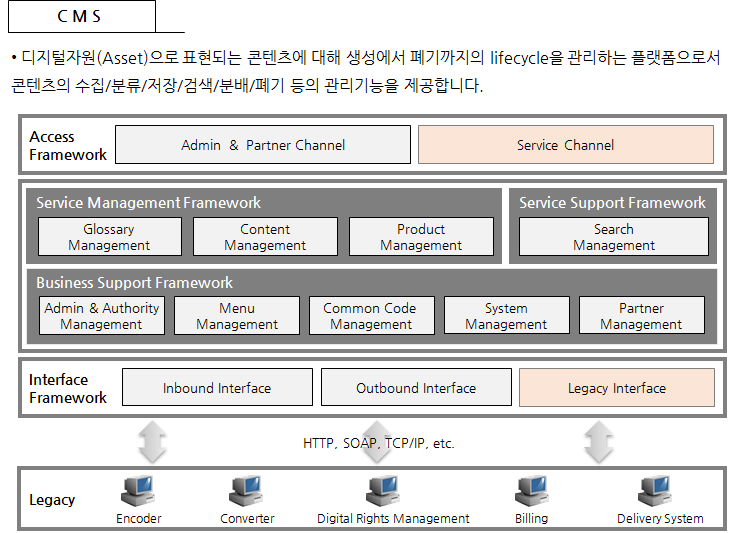 CMS
• 디지털자원(Asset)으로 표현되는 콘텐츠에 대해 생성에서 폐기까지의 lifecycle을 관리하는 플랫폼으로서
콘텐츠의 수집/분류/저장/검색/분배/폐기 등의 관리기능을 제공합니다.
Access
Framework
Admin & Partner Channel
Service Channel
Service Management Framework
Glossary
Management
Content
Management
Product
Management
Service Support Framework
Search
Management
Business Support Framework
Admin & Authority
Management
Menu
Management
Common Code
Management
System
Management
Partner
Management
Interface
Framework
Inbound Interface
Outbound Interface
Legacy Interface
HTTP, SOAP, TCP/IP, etc.
Legacy
Encoder
Converter
Digital Rights Management
Billing
Delivery System